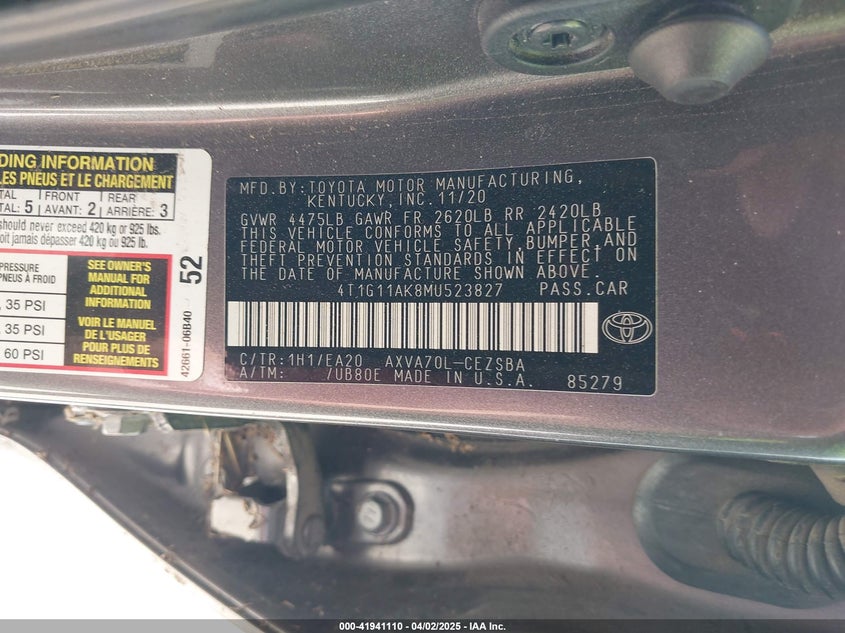 DING INFORMATION
LES PNEUS ET LE CHARGEMENT
TAL FRONT REAR
TAL: 5 AVANT: 2 ARRIÈRE: 3
should never exceed 420 kg or 925 lbs.
oit jamais dépasser 420 kg ou 925 lb.
PRESSURE
PNEUS À FROID
, 35 PSI
, 35 PSI
60 PSI
SEE OWNER'S
MANUAL FOR
ADDITIONAL
INFORMATION
VOIR LE MANUEL
DE L'USAGER
POUR PLUS DE
RENSEIGNEMENTS
52
42661-06B40
MFD.BY:TOYOTA MOTOR MANUFACTURING,
KENTUCKY,INC.11/20
GVWR 4475LB GAWR FR 2620LB RR 2420LB
THIS VEHICLE CONFORMS TO ALL APPLICABLE
FEDERAL MOTOR VEHICLE SAFETY,BUMPER,AND
THEFT PREVENTION STANDARDS IN EFFECT ON
THE DATE OF MANUFACTURE SHOWN ABOVE.
4T1G11AK8MU523827 PASS.CAR
C/TR:1H1/EA20 AXVA70L-CEZSBA
A/TM: /UB80E MADE IN U.S.A. 85279
000-41941110 - 04/02/2025 - IAA Inc.